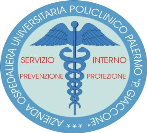 AZIENDA OSPEDALIERA UNIVERSITARIA POLICLINICO PALERMO "P. GIACCONE" ***
SERVIZIO INTERNO
PREVENZIONE PROTEZIONE